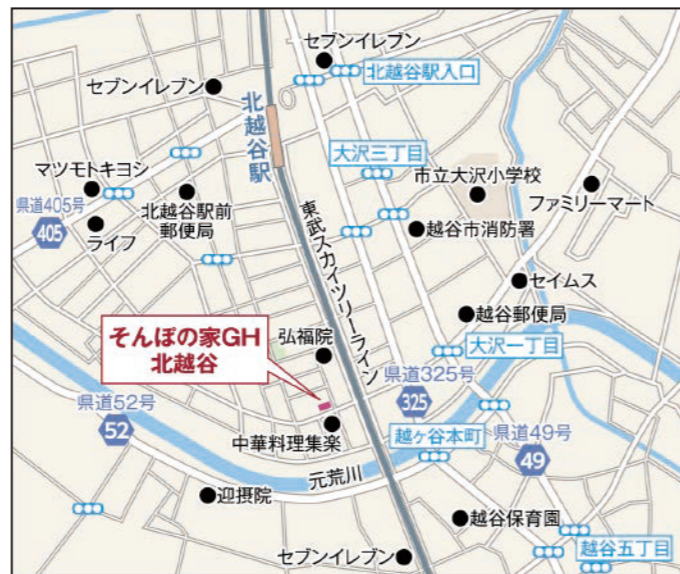 セブンイレブン
北越谷駅入口
セブンイレブン
北越谷駅
大沢三丁目
マツモトキヨシ
市立大沢小学校
県道405号
405
北越谷駅前
郵便局
ファミリーマート
ライフ
越谷市消防署
東武スカイツリーライン
セイムス
越谷郵便局
そんぽの家GH
北越谷
弘福院
大沢一丁目
県道325号
325
県道52号
52
中華料理集楽
越ヶ谷本町
県道49号
49
元荒川
迎摂院
越谷保育園
越谷五丁目
セブンイレブン